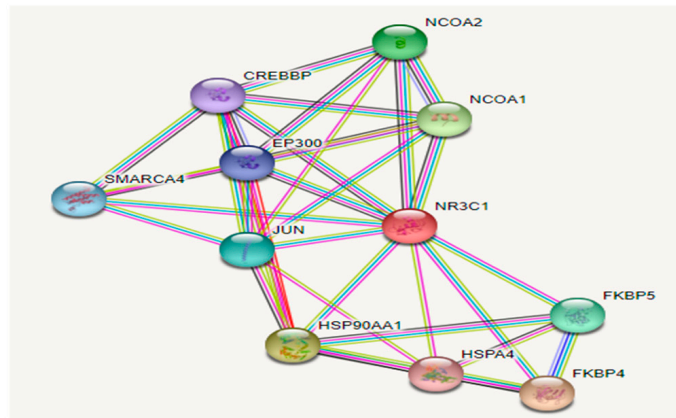 NCOA2
CREBBP
NCOA1
EP300
SMARCA4
NR3C1
JUN
FKBP5
HSP90AA1
HSPA4
FKBP4